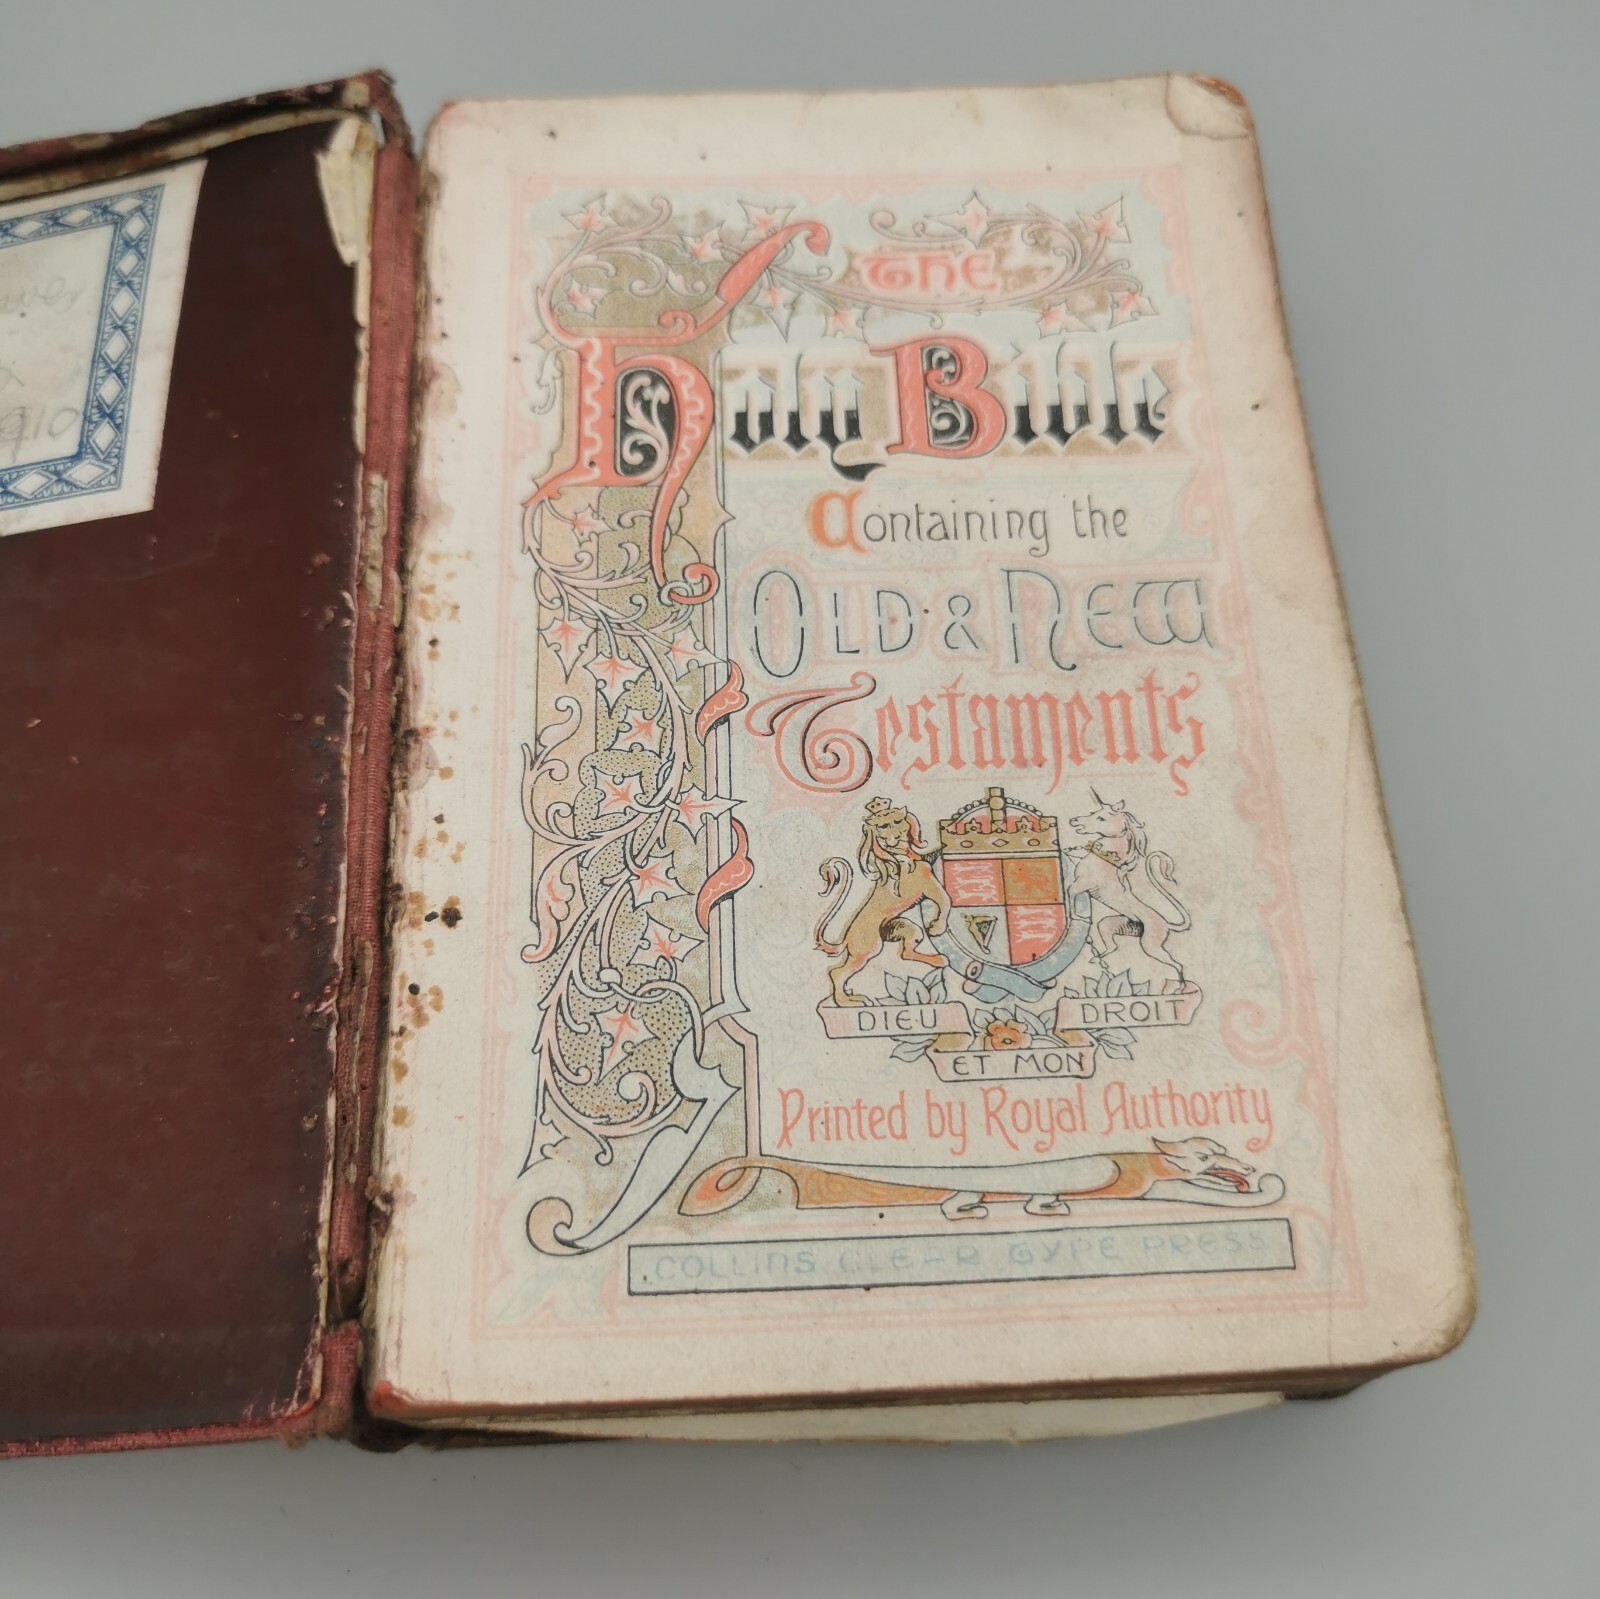 The
Holy Bible
Containing the
OLD & NEW
Testaments
DIEU
DROIT
ET MON
Printed by Royal Authority
COLLINS CLEAR TYPE PRESS